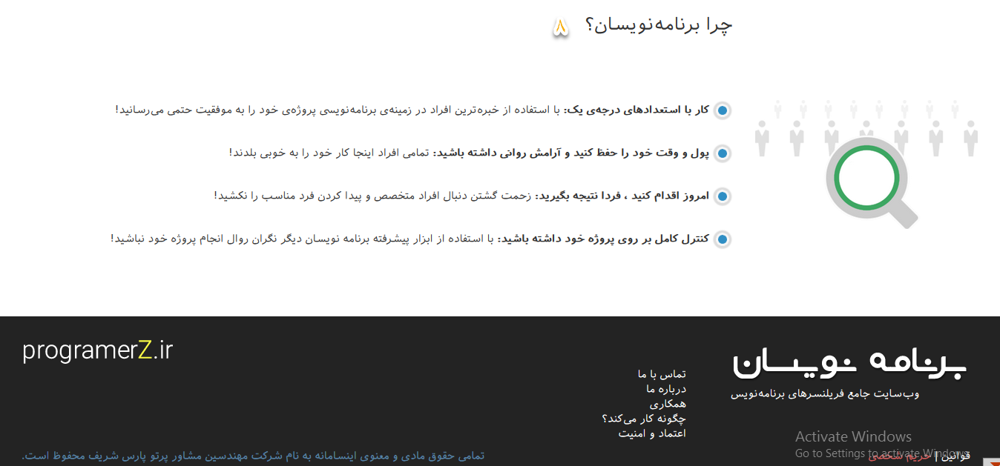 چرا برنامه‌نویسان؟ ۸
کار با استعدادهای درجه‌ی یک: با استفاده از خبره‌ترین افراد در زمینه‌ی برنامه‌نویسی پروژه‌ی خود را به موفقیت حتمی می‌رسانید!
پول و وقت خود را حفظ کنید و آرامش روانی داشته باشید: تمامی افراد اینجا کار خود را به خوبی بلدند!
امروز اقدام کنید ، فردا نتیجه بگیرید: زحمت گشتن دنبال افراد متخصص و پیدا کردن فرد مناسب را نکشید!
کنترل کامل بر روی پروژه خود داشته باشید: با استفاده از ابزار پیشرفته برنامه نویسان دیگر نگران روال انجام پروژه خود نباشید!
برنامه نویسان
وب‌سایت جامع فریلنسرهای برنامه‌نویس
تماس با ما
درباره ما
همکاری
چگونه کار می‌کند؟
اعتماد و امنیت
programerZ.ir
Activate Windows
Go to Settings to activate Windows.
قوانین | حریم شخصی
تمامی حقوق مادی و معنوی اینسامانه به نام شرکت مهندسین مشاور پرتو پارس شریف محفوظ است.